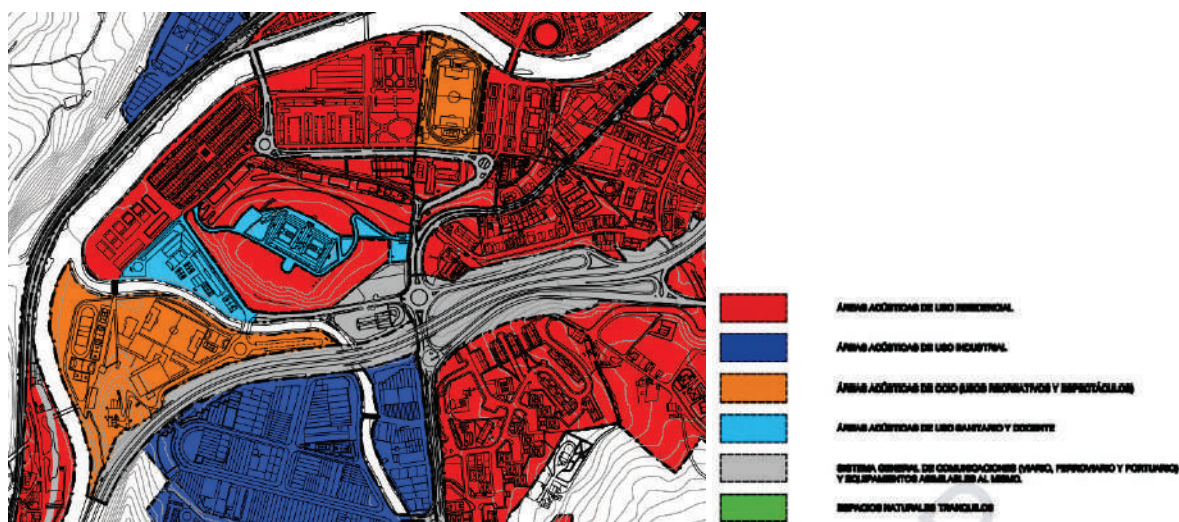 ÁREAS ACÚSTICAS DE USO RESIDENCIAL
ÁREAS ACÚSTICAS DE USO INDUSTRIAL
ÁREAS ACÚSTICAS DE OCIO (USOS RECREATIVOS Y ESPECTÁCULOS)
ÁREAS ACÚSTICAS DE USO SANITARIO Y DOCENTE
SISTEMA GENERAL DE COMUNICACIONES (VIARIO, FERROVIARIO Y PORTUARIO)
Y EQUIPAMIENTOS ASIMILABLES AL MISMO.
ESPACIOS NATURALES TRANQUILOS